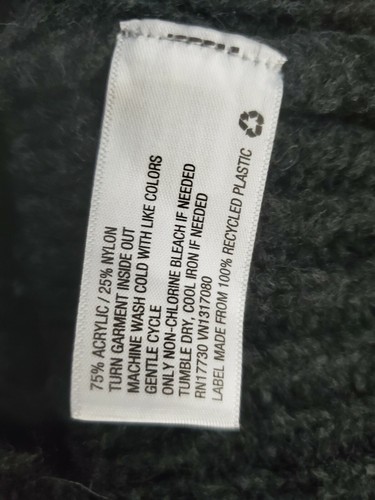 75% ACRYLIC / 25% NYLON
TURN GARMENT INSIDE OUT
MACHINE WASH COLD WITH LIKE COLORS
GENTLE CYCLE
ONLY NON-CHLORINE BLEACH IF NEEDED
TUMBLE DRY, COOL IRON IF NEEDED
RN17730 VN1317080
LABEL MADE FROM 100% RECYCLED PLASTIC